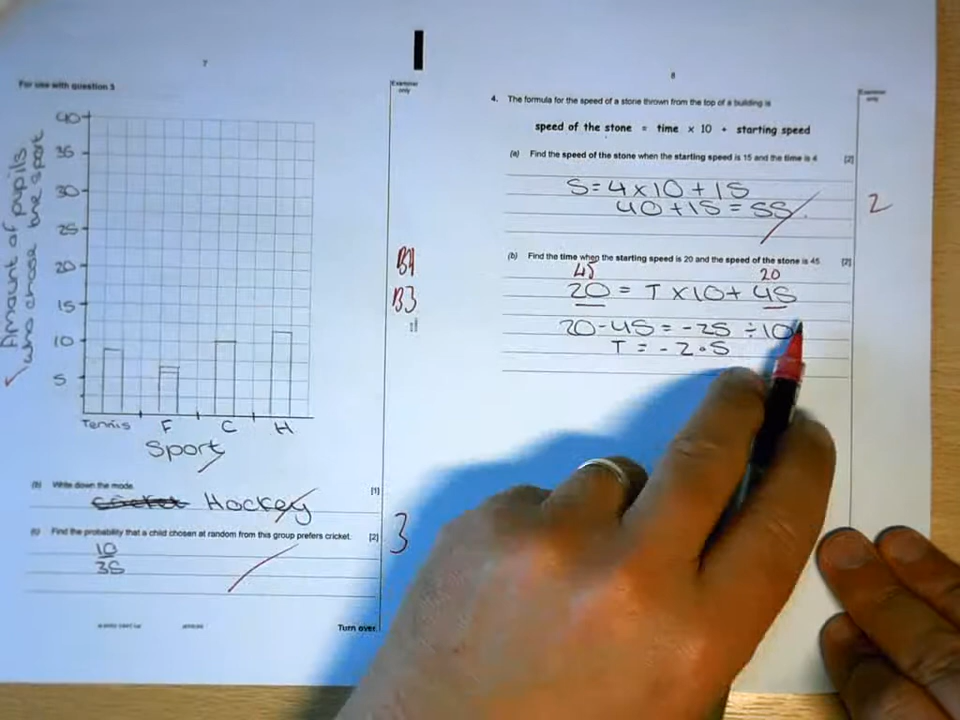 7
For use with question 3
Examiner only
Amount of pupils
who chose the sport
40
35
30
25
20
15
10
5
Tennis F C H
Sport
B4
B3
(b) Write down the mode. [1]
cricket Hockey
(c) Find the probability that a child chosen at random from this group prefers cricket. [2]
10
35
3
Turn over.
8
Examiner only
4. The formula for the speed of a stone thrown from the top of a building is
speed of the stone = time × 10 + starting speed
(a) Find the speed of the stone when the starting speed is 15 and the time is 4 [2]
S = 4 x 10 + 15
40 + 15 = 55
2
(b) Find the time when the starting speed is 20 and the speed of the stone is 45 [2]
45 20
20 = T x 10 + 45
20 - 45 = -25 ÷ 10
T = -2.5